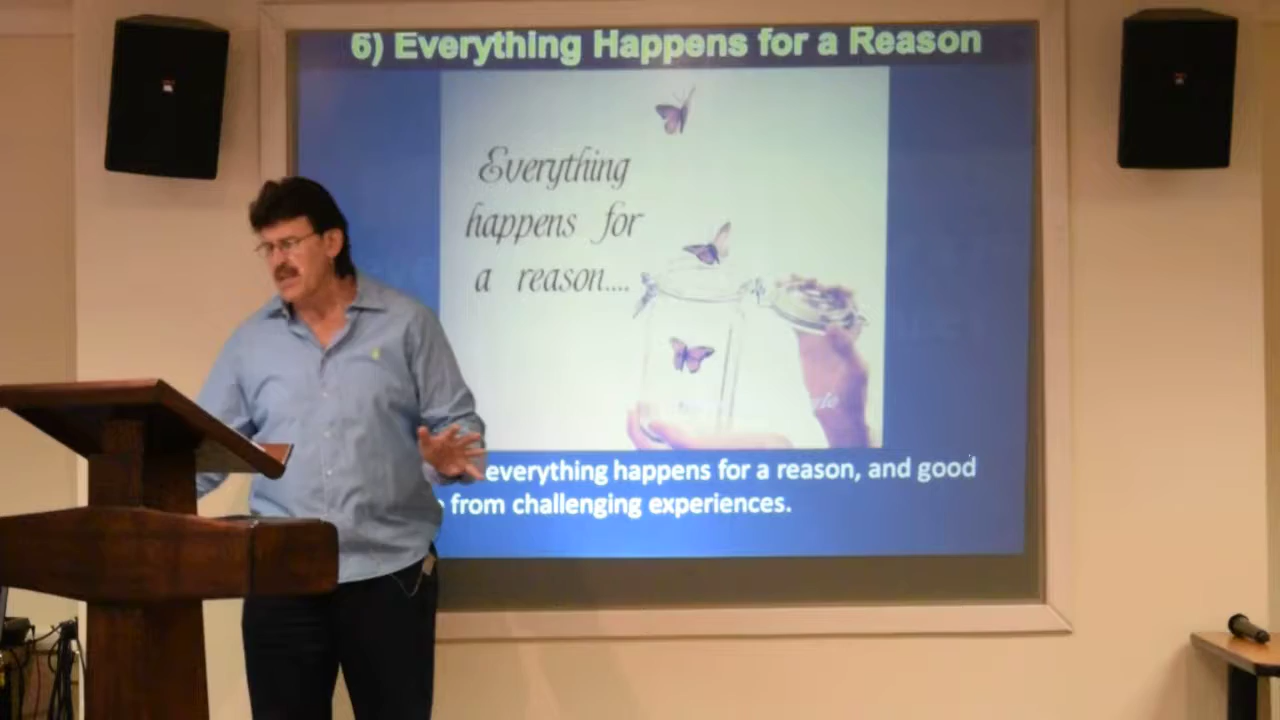 6) Everything Happens for a Reason
Everything
happens for
a reason....
everything happens for a reason, and good
from challenging experiences.